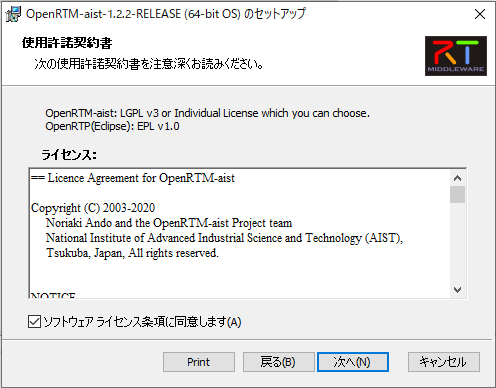 OpenRTM-aist-1.2.2-RELEASE (64-bit OS) のセットアップ
使用許諾契約書
次の使用許諾契約書を注意深くお読みください。
RT
MIDDLEWARE
OpenRTM-aist: LGPL v3 or Individual License which you can choose.
OpenRTP(Eclipse): EPL v1.0
ライセンス:
== Licence Agreement for OpenRTM-aist
Copyright (C) 2003-2020
Noriaki Ando and the OpenRTM-aist Project team
National Institute of Advanced Industrial Science and Technology (AIST),
Tsukuba, Japan, All rights reserved.
NOTICE
ソフトウェア ライセンス条項に同意します(A)
Print
戻る(B)
次へ(N)
キャンセル